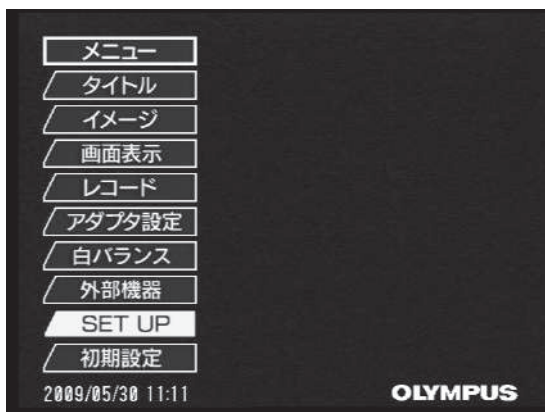 メニュー
タイトル
イメージ
画面表示
レコード
アダプタ設定
白バランス
外部機器
SET UP
初期設定
2009/05/30 11:11
OLYMPUS